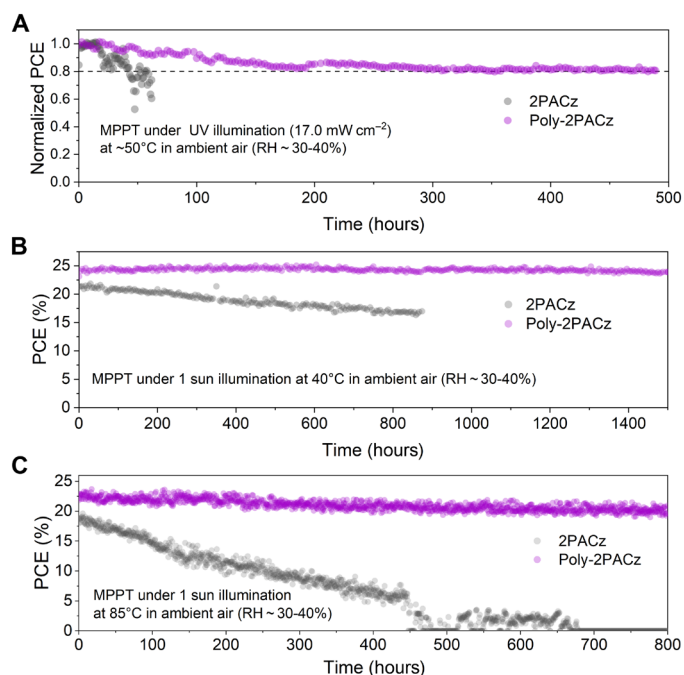 A
Normalized PCE
1.0
0.8
0.6
0.4
0.2
0.0
2PACz
Poly-2PACz
MPPT under UV illumination (17.0 mW cm⁻²)
at ~50°C in ambient air (RH ~ 30-40%)
0 100 200 300 400 500
Time (hours)
B
PCE (%)
25
20
15
10
5
0
2PACz
Poly-2PACz
MPPT under 1 sun illumination at 40°C in ambient air (RH ~ 30-40%)
0 200 400 600 800 1000 1200 1400
Time (hours)
C
PCE (%)
25
20
15
10
5
0
2PACz
Poly-2PACz
MPPT under 1 sun illumination
at 85°C in ambient air (RH ~ 30-40%)
0 100 200 300 400 500 600 700 800
Time (hours)